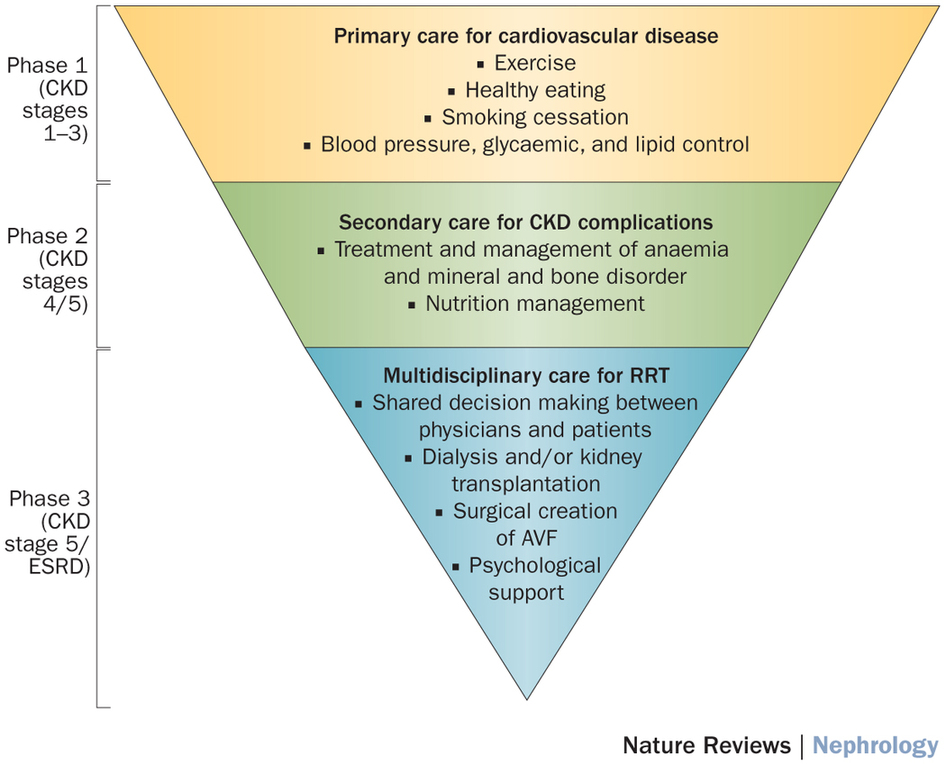 Phase 1
(CKD
stages
1–3)
Primary care for cardiovascular disease
▪ Exercise
▪ Healthy eating
▪ Smoking cessation
▪ Blood pressure, glycaemic, and lipid control
Phase 2
(CKD
stages
4/5)
Secondary care for CKD complications
▪ Treatment and management of anaemia
and mineral and bone disorder
▪ Nutrition management
Phase 3
(CKD
stage 5/
ESRD)
Multidisciplinary care for RRT
▪ Shared decision making between
physicians and patients
▪ Dialysis and/or kidney
transplantation
▪ Surgical creation
of AVF
▪ Psychological
support
Nature Reviews | Nephrology